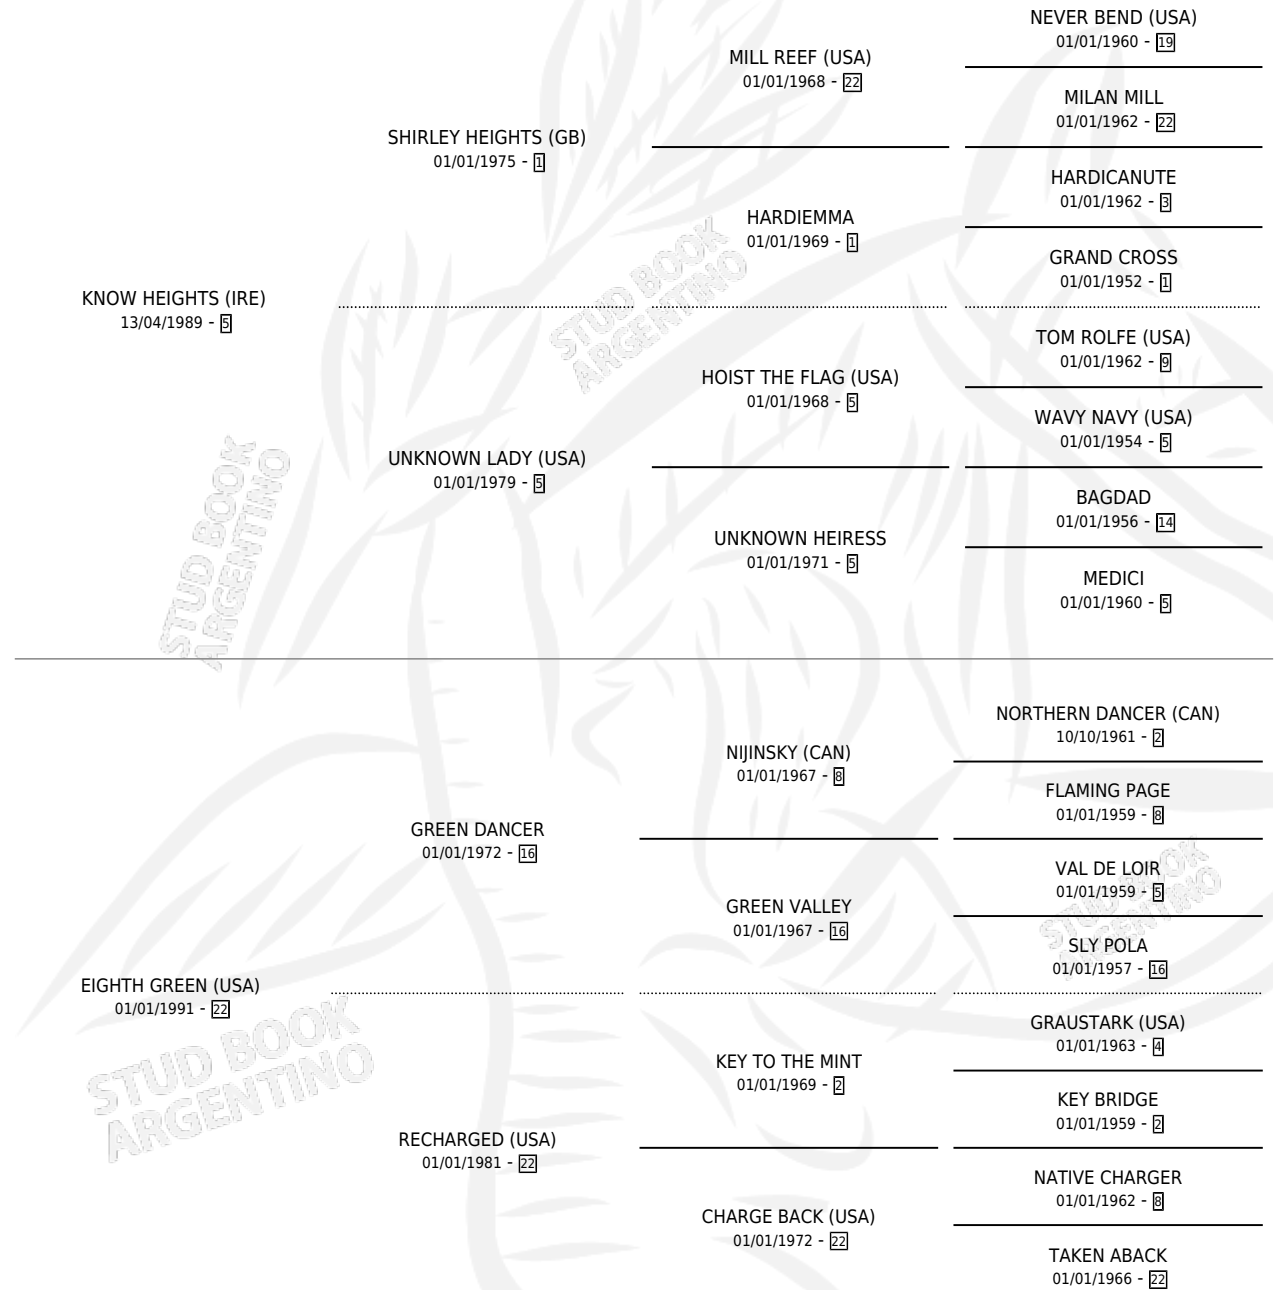 NEVER BEND (USA)
01/01/1960 - 19
MILL REEF (USA)
01/01/1968 - 22
MILAN MILL
01/01/1962 - 22
SHIRLEY HEIGHTS (GB)
01/01/1975 - 1
HARDICANUTE
01/01/1962 - 3
HARDIEMMA
01/01/1969 - 1
GRAND CROSS
01/01/1952 - 1
KNOW HEIGHTS (IRE)
13/04/1989 - 5
TOM ROLFE (USA)
01/01/1962 - 9
HOIST THE FLAG (USA)
01/01/1968 - 5
WAVY NAVY (USA)
01/01/1954 - 5
UNKNOWN LADY (USA)
01/01/1979 - 5
BAGDAD
01/01/1956 - 14
UNKNOWN HEIRESS
01/01/1971 - 5
MEDICI
01/01/1960 - 5
STUD BOOK
ARGENTINO
STUD BOOK
ARGENTINO
NORTHERN DANCER (CAN)
10/10/1961 - 2
NIJINSKY (CAN)
01/01/1967 - 8
FLAMING PAGE
01/01/1959 - 8
GREEN DANCER
01/01/1972 - 16
VAL DE LOIR
01/01/1959 - 5
GREEN VALLEY
01/01/1967 - 16
SLY POLA
01/01/1957 - 16
STUD BOOK
ARGENTINO
EIGHTH GREEN (USA)
01/01/1991 - 22
GRAUSTARK (USA)
01/01/1963 - 4
KEY TO THE MINT
01/01/1969 - 2
KEY BRIDGE
01/01/1959 - 2
STUD BOOK
ARGENTINO
RECHARGED (USA)
01/01/1981 - 22
NATIVE CHARGER
01/01/1962 - 8
CHARGE BACK (USA)
01/01/1972 - 22
TAKEN ABACK
01/01/1966 - 22